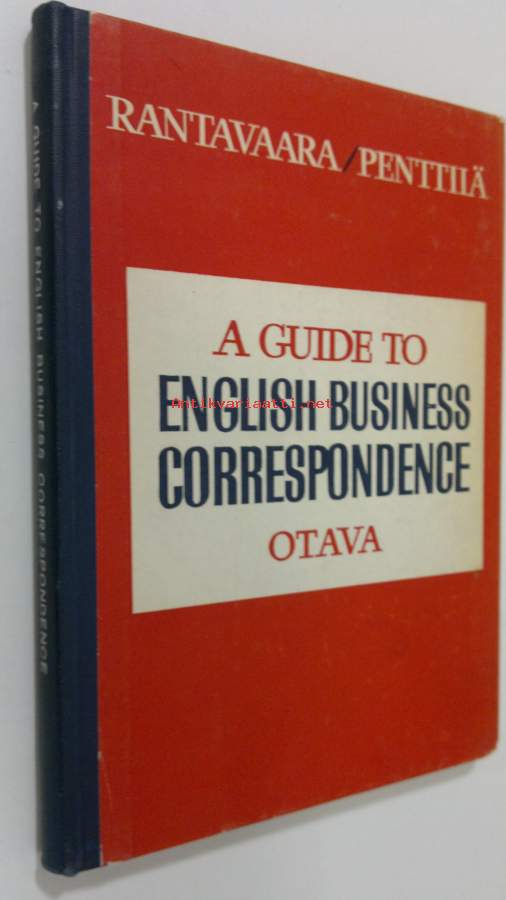 RANTAVAARA/PENTTILÄ
A GUIDE TO
ENGLISH BUSINESS
CORRESPONDENCE
OTAVA
A GUIDE TO ENGLISH BUSINESS CORRESPONDENCE
Antikvariaatti.net